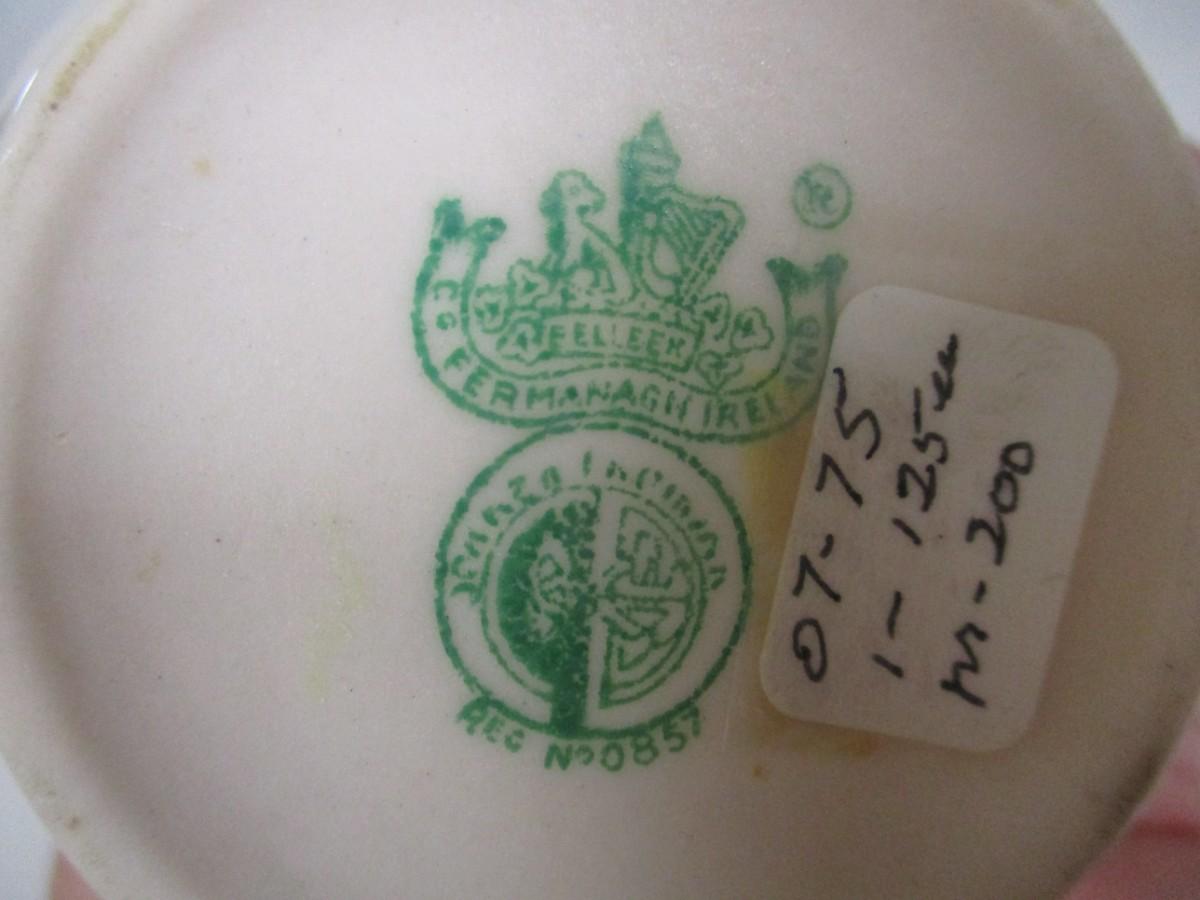 ®
BELLEEK
CO FERMANAGH IRELAND
REG No 0857
07-75
1-125
M-200